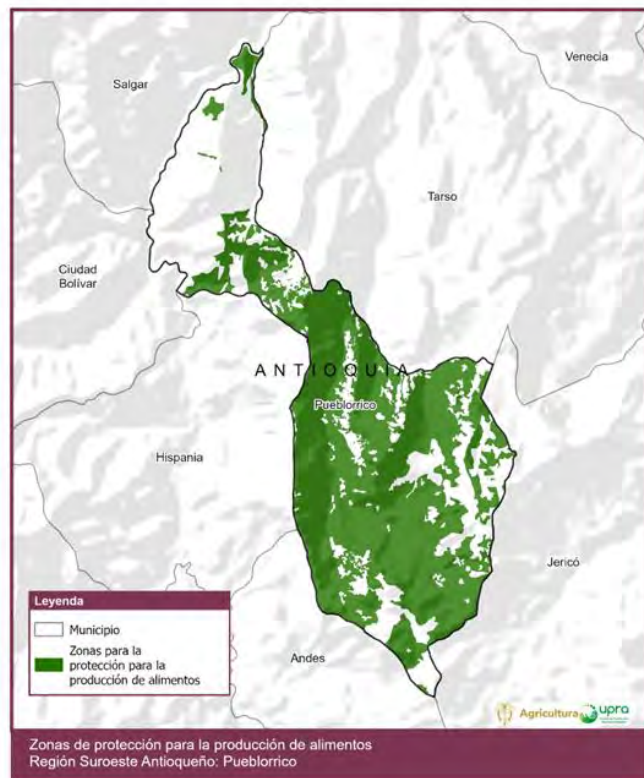 Venecia
Salgar
Tarso
Ciudad
Bolívar
ANTIOQUIA
Pueblorrico
Hispania
Jericó
Andes
Leyenda
Municipio
Zonas para la
protección para la
producción de alimentos
Agricultura
upra
Zonas de protección para la producción de alimentos
Región Suroeste Antioqueño: Pueblorrico